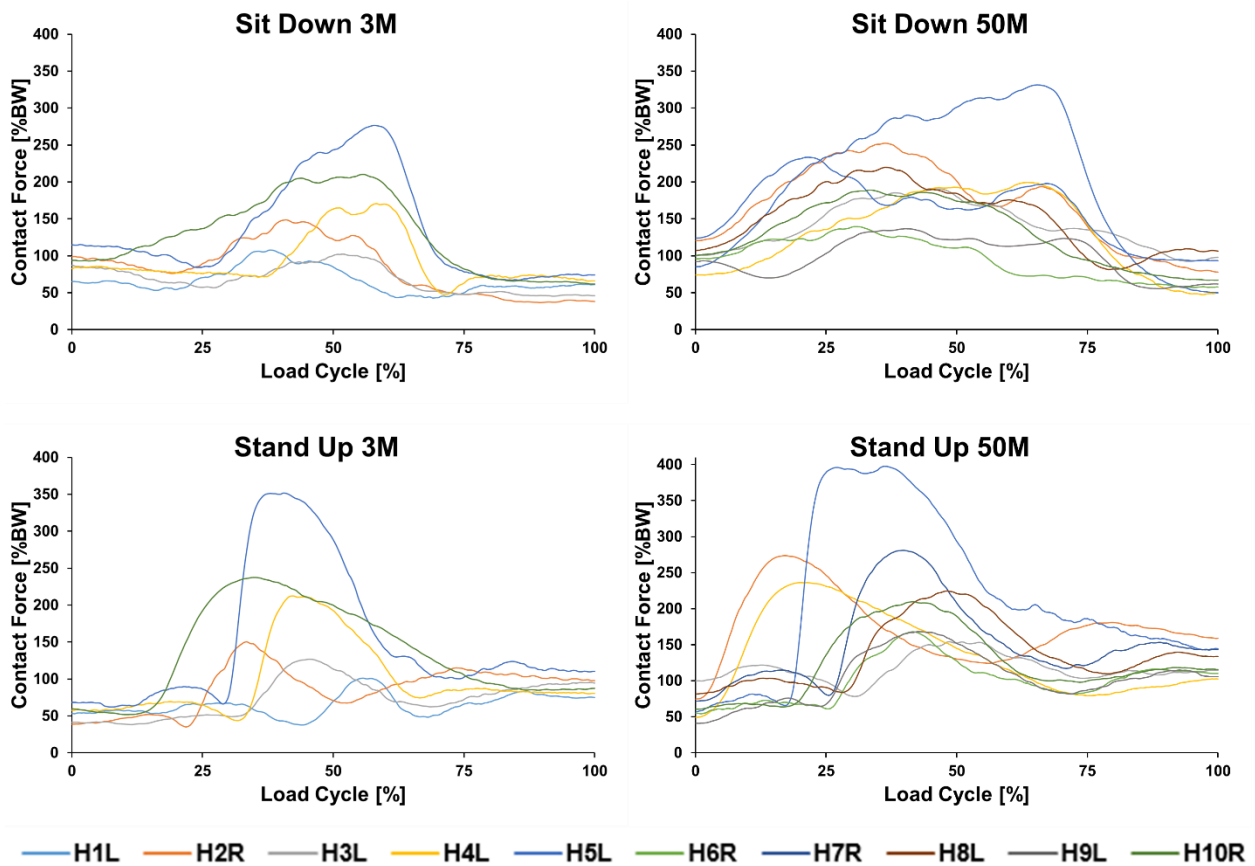 Sit Down 3M
400
350
300
250
200
150
100
50
0
Contact Force [%BW]
0 25 50 75 100
Load Cycle [%]
Sit Down 50M
400
350
300
250
200
150
100
50
0
Contact Force [%BW]
0 25 50 75 100
Load Cycle [%]
Stand Up 3M
400
350
300
250
200
150
100
50
0
Contact Force [%BW]
0 25 50 75 100
Load Cycle [%]
Stand Up 50M
400
350
300
250
200
150
100
50
0
Contact Force [%BW]
0 25 50 75 100
Load Cycle [%]
H1L H2R H3L H4L H5L H6R H7R H8L H9L H10R